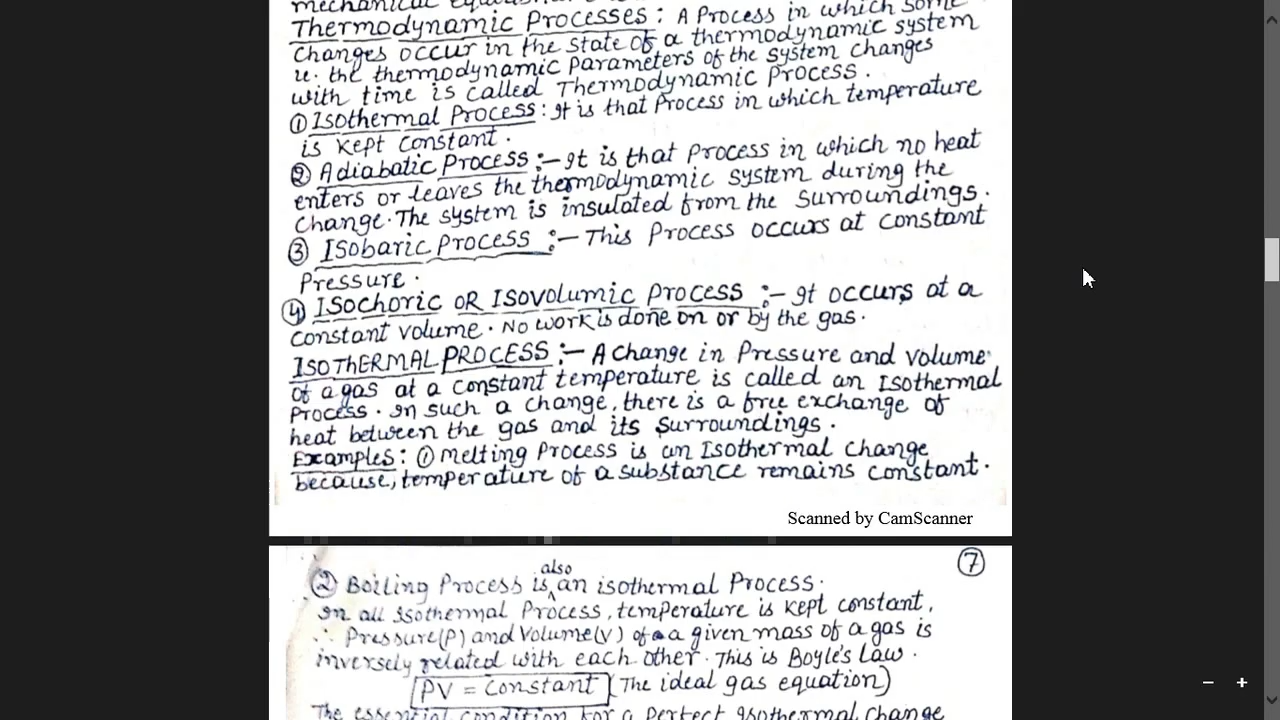 mechanical
Thermodynamic Processes : A Process in which some
Changes occur in the state of a thermodynamic system
ie. the thermodynamic parameters of the system changes
with time is called Thermodynamic Process.
① Isothermal Process : It is that Process in which temperature
is kept constant.
② Adiabatic Process :- It is that Process in which no heat
enters or leaves the thermodynamic system during the
Change. The system is insulated from the Surroundings.
③ Isobaric Process :- This Process occurs at constant
Pressure.
④ Isochoric OR Isovolumic Process :- It occurs at a
constant volume. No work is done on or by the gas.
ISOTHERMAL PROCESS :- A change in Pressure and volume
of a gas at a constant temperature is called an Isothermal
Process. In such a change, there is a free exchange of
heat between the gas and its surroundings.
Examples : ① Melting Process is an Isothermal change
because, temperature of a substance remains constant.
Scanned by CamScanner
⑦
② Boiling Process is also an isothermal Process.
In all Isothermal Process, temperature is kept constant,
∴ Pressure(P) and Volume(V) of a given mass of a gas is
inversely related with each other. This is Boyle's Law.
PV = Constant (The ideal gas equation)
The essential condition for a perfect Isothermal change